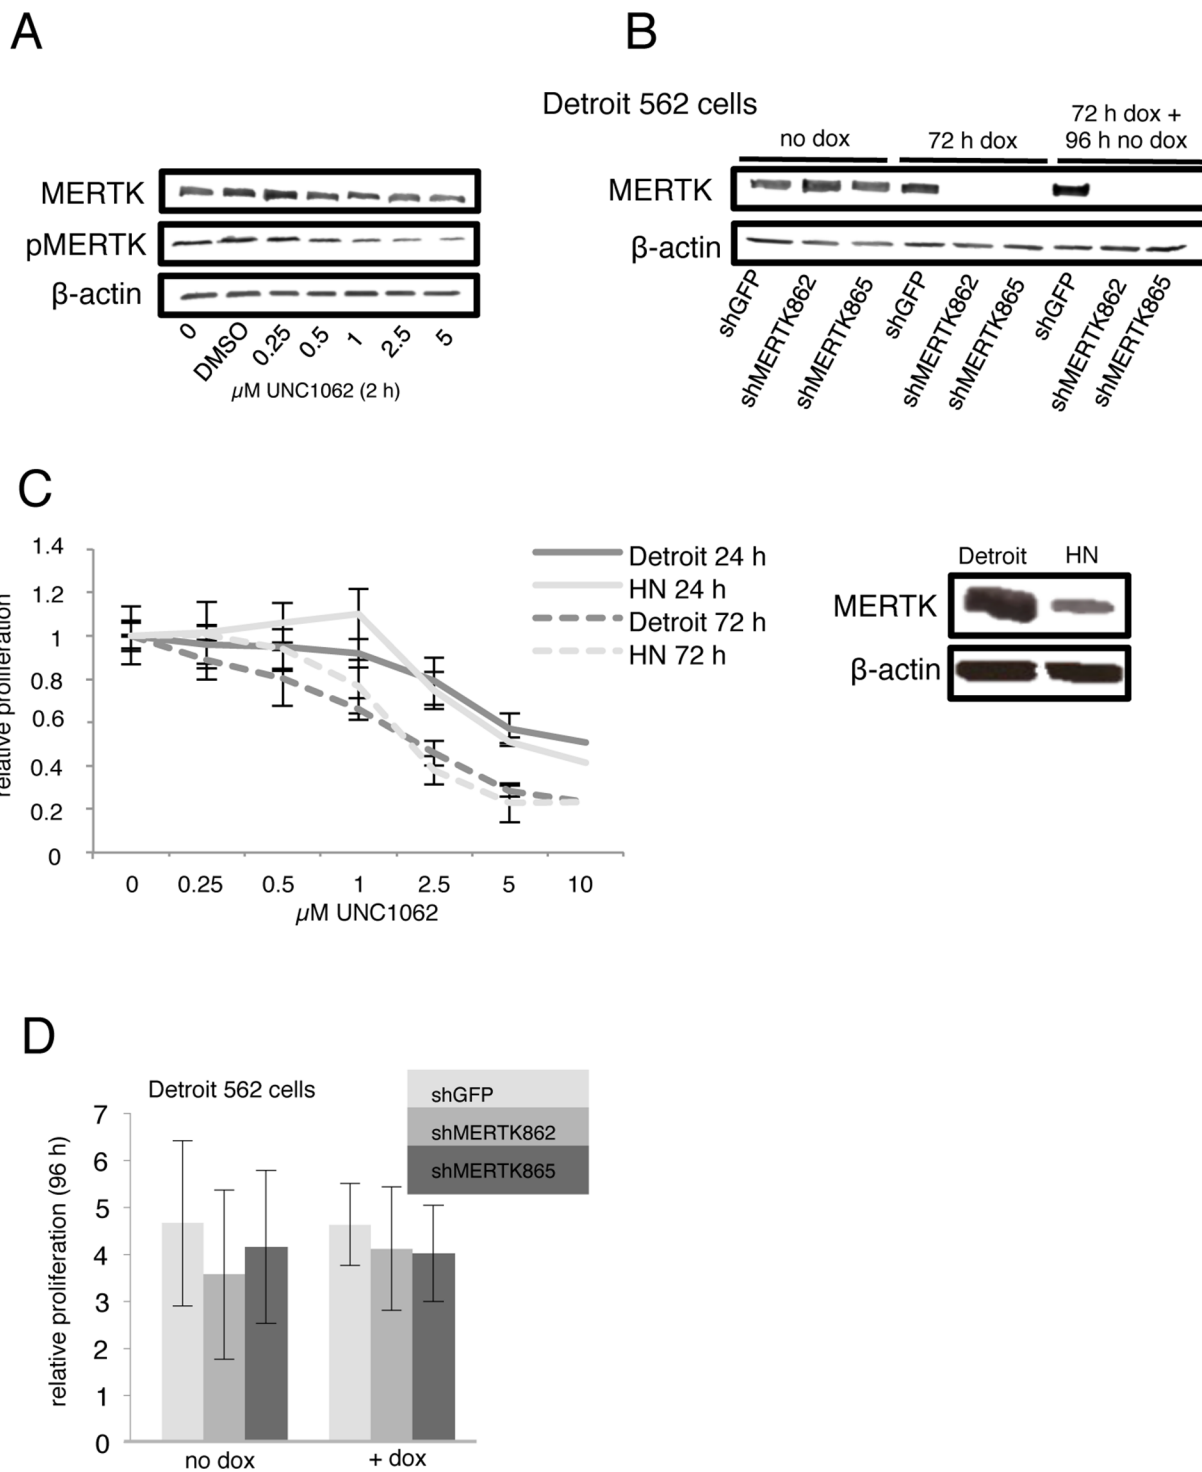 A
MERTK
pMERTK
β-actin
0
DMSO
0.25
0.5
1
2.5
5
µM UNC1062 (2 h)
B
Detroit 562 cells
no dox
72 h dox
72 h dox +
96 h no dox
MERTK
β-actin
shGFP
shMERTK862
shMERTK865
shGFP
shMERTK862
shMERTK865
shGFP
shMERTK862
shMERTK865
C
relative proliferation
1.4
1.2
1
0.8
0.6
0.4
0.2
0
0 0.25 0.5 1 2.5 5 10
µM UNC1062
Detroit 24 h
HN 24 h
Detroit 72 h
HN 72 h
Detroit HN
MERTK
β-actin
D
Detroit 562 cells
shGFP
shMERTK862
shMERTK865
relative proliferation (96 h)
7
6
5
4
3
2
1
0
no dox + dox